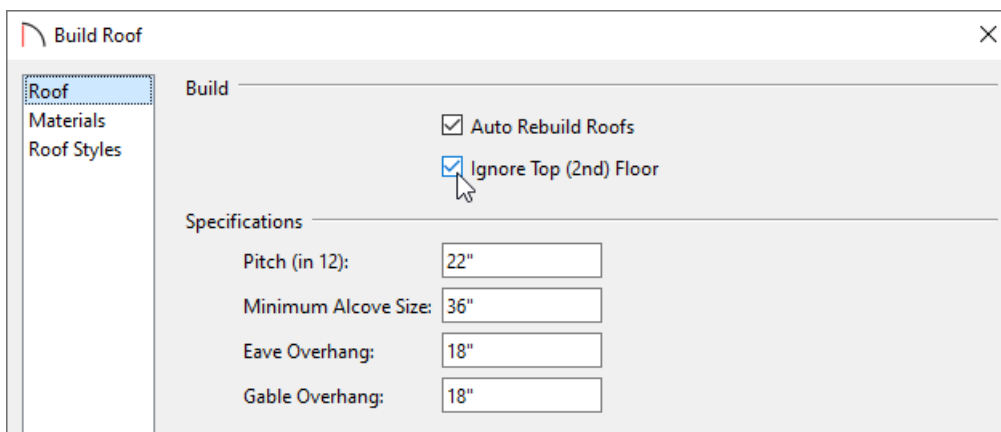 Build Roof
Roof
Materials
Roof Styles
Build
Auto Rebuild Roofs
Ignore Top (2nd) Floor
Specifications
Pitch (in 12): 22"
Minimum Alcove Size: 36"
Eave Overhang: 18"
Gable Overhang: 18"